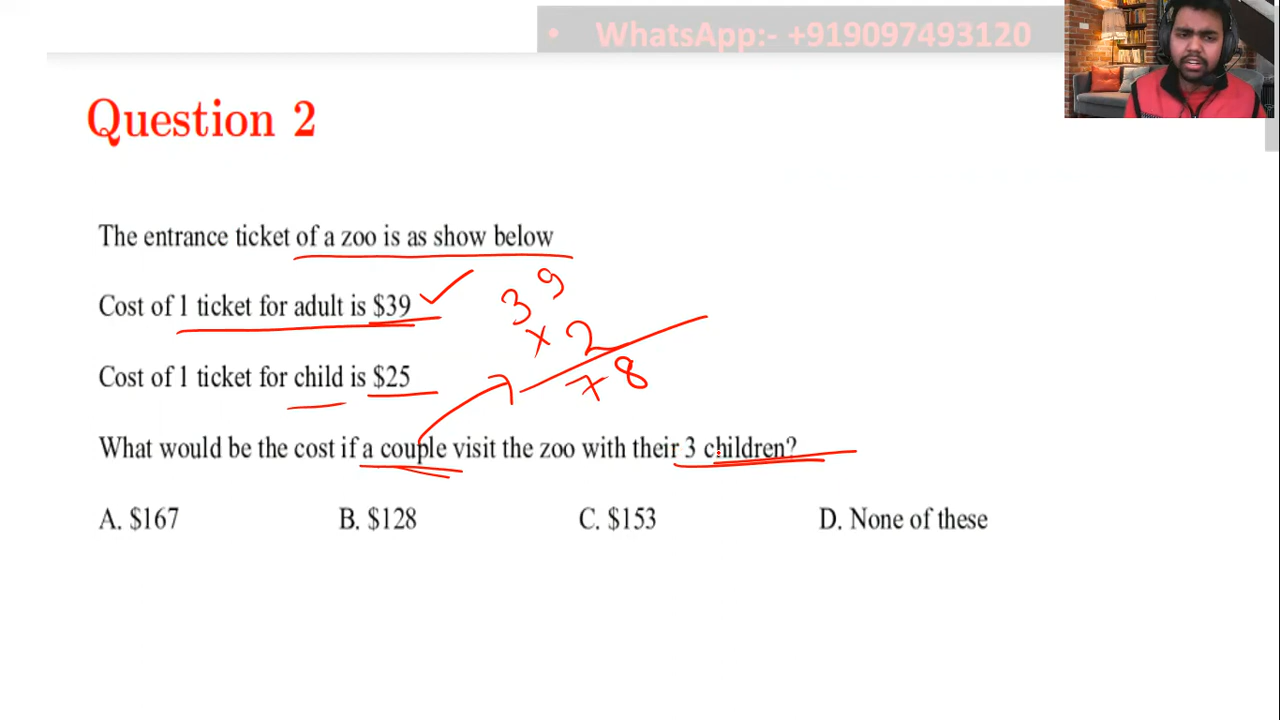 • WhatsApp:- +919097493120
Question 2
The entrance ticket of a zoo is as show below
Cost of 1 ticket for adult is $39
Cost of 1 ticket for child is $25
39
× 2
78
What would be the cost if a couple visit the zoo with their 3 children?
A. $167 B. $128 C. $153 D. None of these